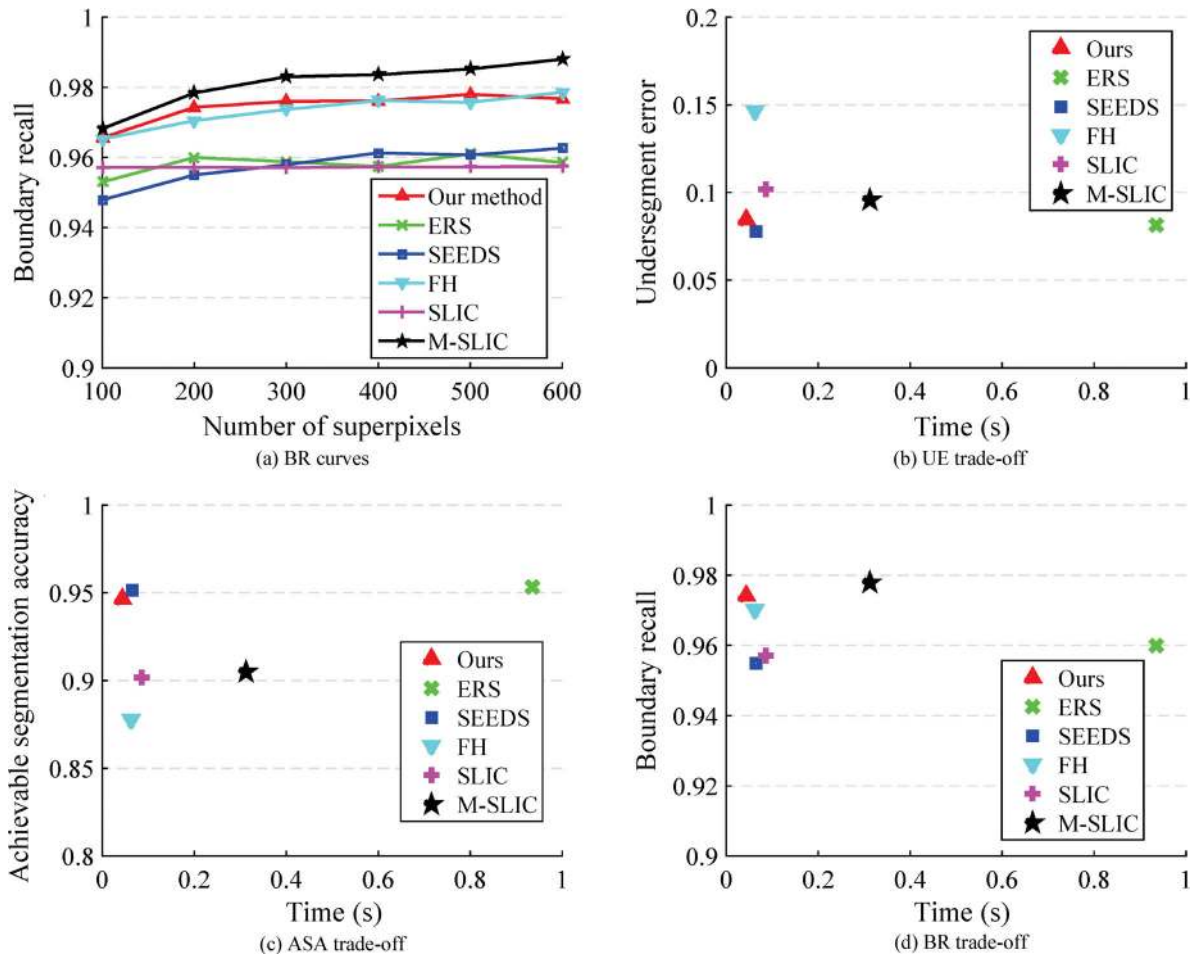 1
0.98
0.96
0.94
0.92
0.9
Boundary recall
Our method
ERS
SEEDS
FH
SLIC
M-SLIC
100 200 300 400 500 600
Number of superpixels
(a) BR curves
0.2
0.15
0.1
0.05
0
Undersegment error
Ours
ERS
SEEDS
FH
SLIC
M-SLIC
0 0.2 0.4 0.6 0.8 1
Time (s)
(b) UE trade-off
1
0.95
0.9
0.85
0.8
Achievable segmentation accuracy
Ours
ERS
SEEDS
FH
SLIC
M-SLIC
0 0.2 0.4 0.6 0.8 1
Time (s)
(c) ASA trade-off
1
0.98
0.96
0.94
0.92
0.9
Boundary recall
Ours
ERS
SEEDS
FH
SLIC
M-SLIC
0 0.2 0.4 0.6 0.8 1
Time (s)
(d) BR trade-off